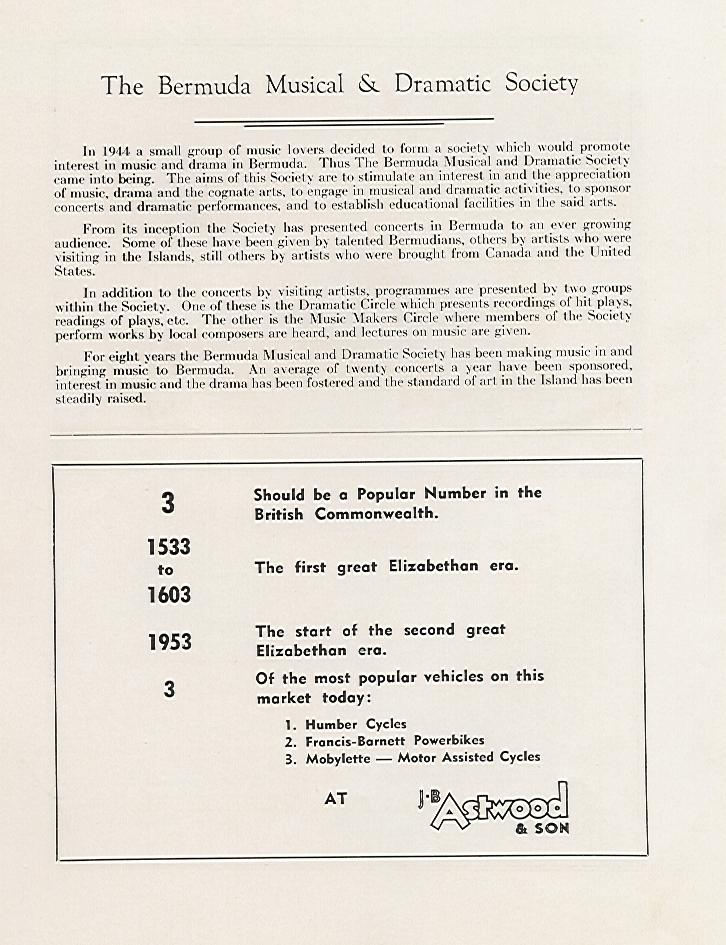 The Bermuda Musical & Dramatic Society
In 1944 a small group of music lovers decided to form a society which would promote
interest in music and drama in Bermuda. Thus The Bermuda Musical and Dramatic Society
came into being. The aims of this Society are to stimulate an interest in and the appreciation
of music, drama and the cognate arts, to engage in musical and dramatic activities, to sponsor
concerts and dramatic performances, and to establish educational facilities in the said arts.
From its inception the Society has presented concerts in Bermuda to an ever growing
audience. Some of these have been given by talented Bermudians, others by artists who were
visiting in the Islands, still others by artists who were brought from Canada and the United
States.
In addition to the concerts by visiting artists, programmes are presented by two groups
within the Society. One of these is the Dramatic Circle which presents recordings of hit plays,
readings of plays, etc. The other is the Music Makers Circle where members of the Society
perform works by local composers are heard, and lectures on music are given.
For eight years the Bermuda Musical and Dramatic Society has been making music in and
bringing music to Bermuda. An average of twenty concerts a year have been sponsored,
interest in music and the drama has been fostered and the standard of art in the Island has been
steadily raised.
3 Should be a Popular Number in the
British Commonwealth.
1533
to The first great Elizabethan era.
1603
1953 The start of the second great
Elizabethan era.
3 Of the most popular vehicles on this
market today:
1. Humber Cycles
2. Francis-Barnett Powerbikes
3. Mobylette — Motor Assisted Cycles
AT J·B Astwood
& SON